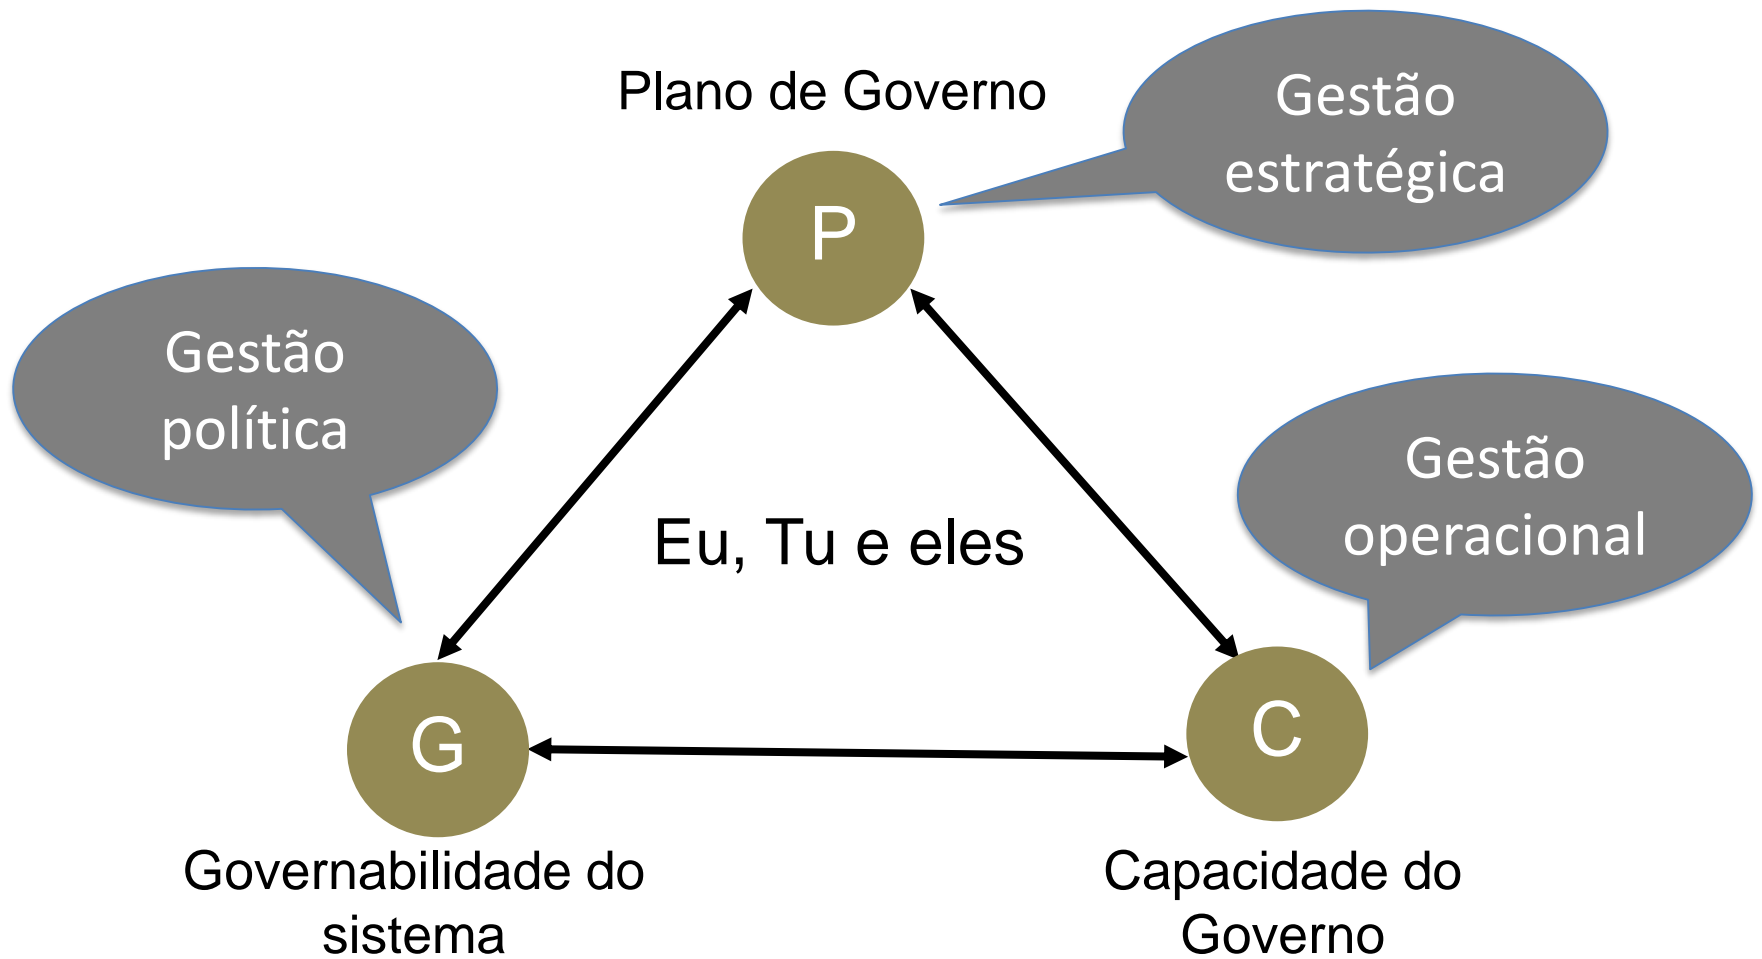 Plano de Governo
Gestão
estratégica
P
Gestão
política
Gestão
operacional
Eu, Tu e eles
G
C
Governabilidade do
sistema
Capacidade do
Governo